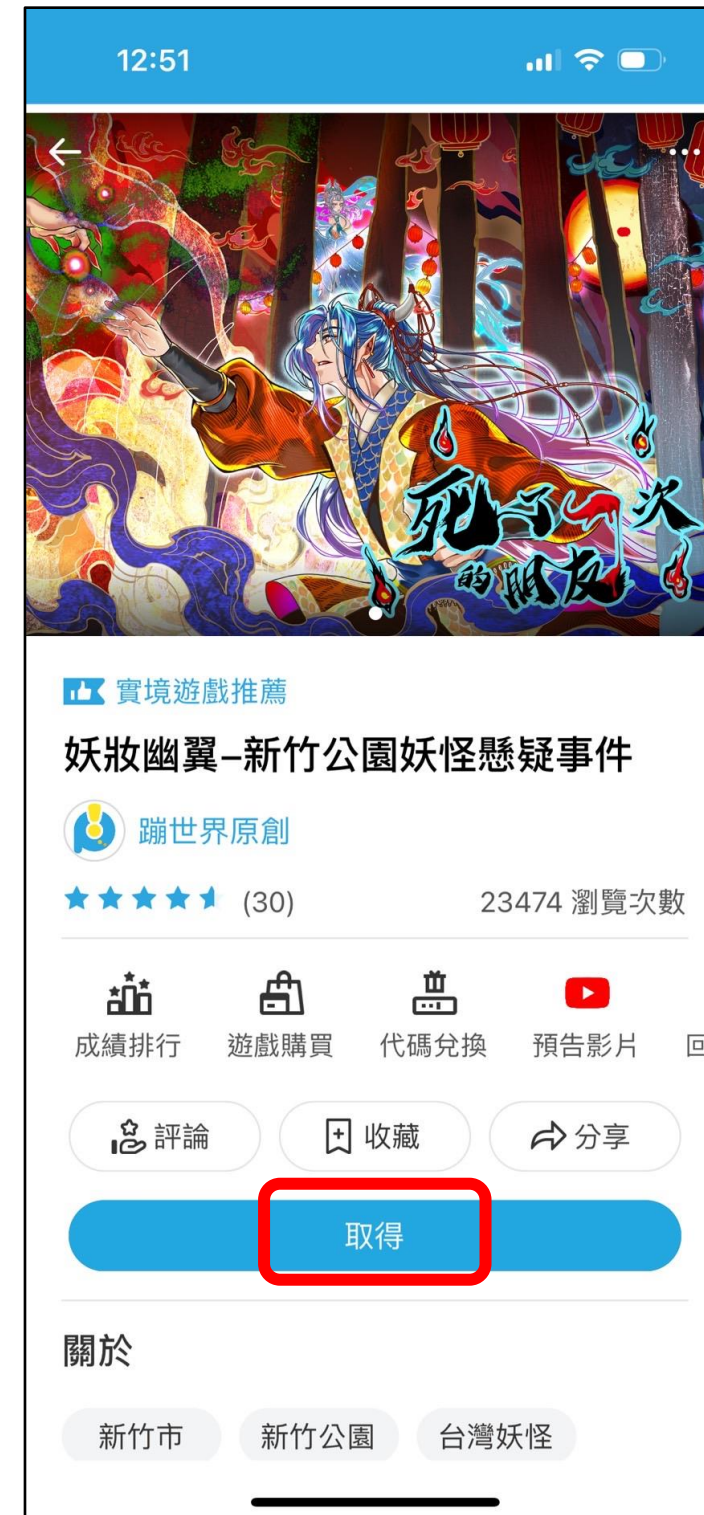 12:51
死了一次
的朋友
實境遊戲推薦
妖妝幽翼–新竹公園妖怪懸疑事件
蹦世界原創
(30)
23474 瀏覽次數
成績排行
遊戲購買
代碼兌換
預告影片
回
評論
收藏
分享
取得
關於
新竹市
新竹公園
台灣妖怪